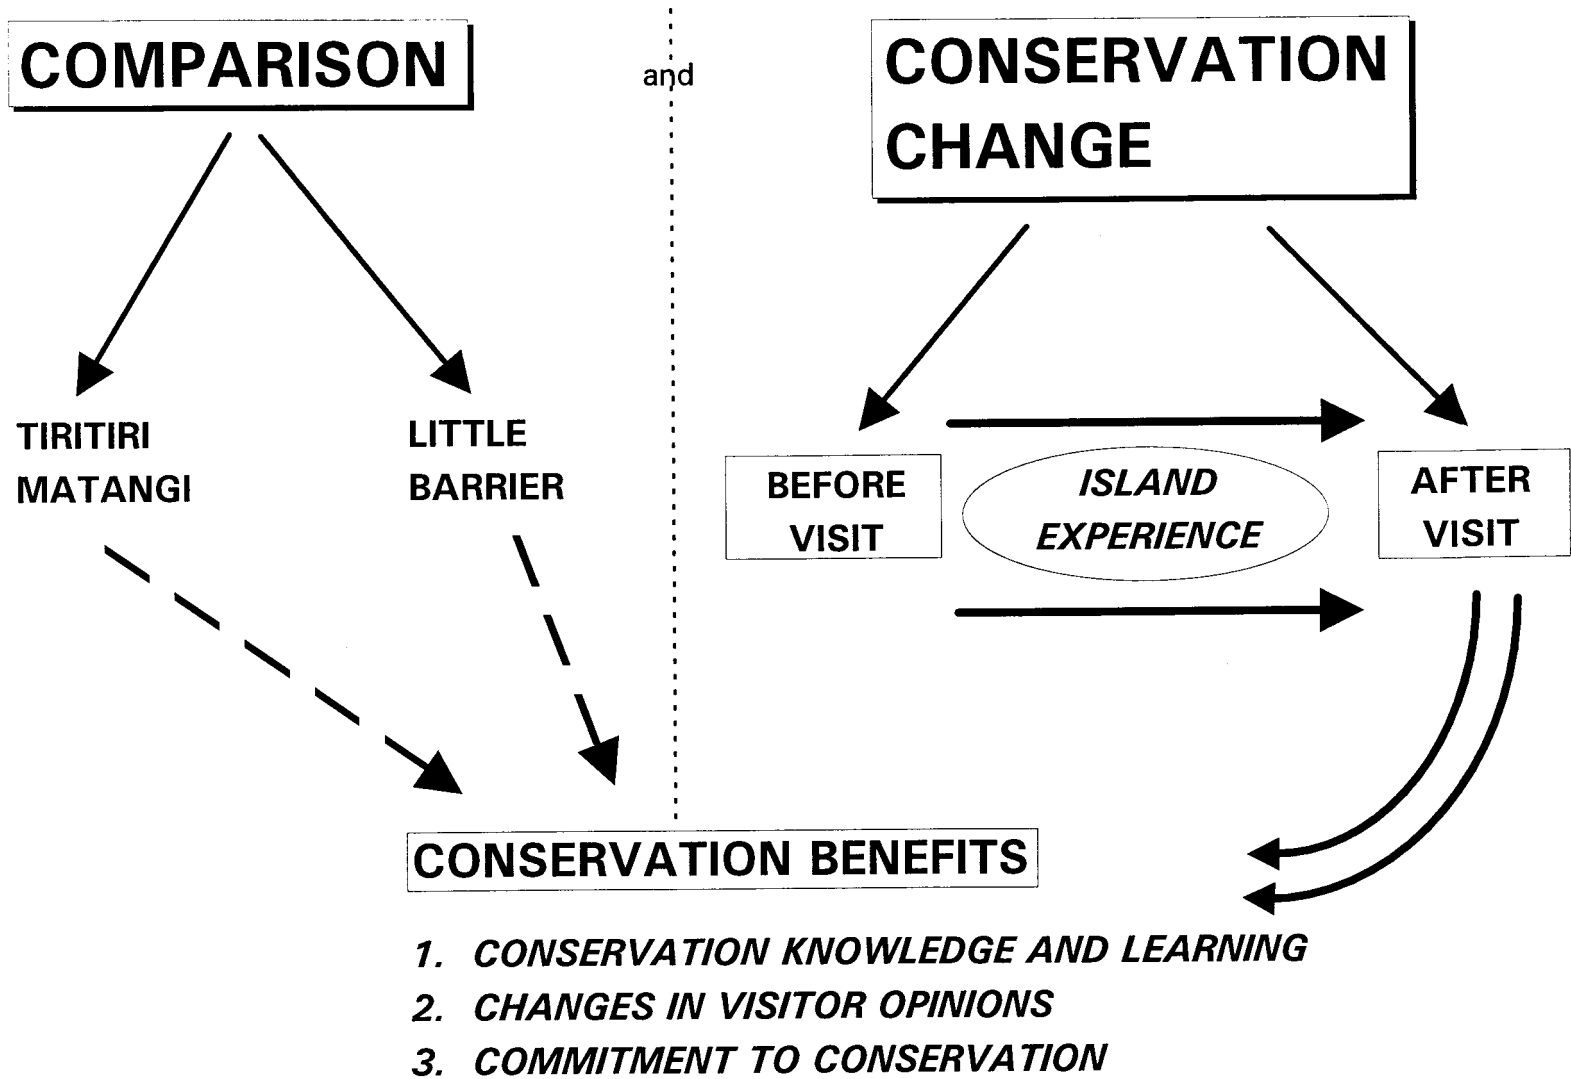 COMPARISON
and
CONSERVATION
CHANGE
TIRITIRI
MATANGI
LITTLE
BARRIER
BEFORE
VISIT
ISLAND
EXPERIENCE
AFTER
VISIT
CONSERVATION BENEFITS
1. CONSERVATION KNOWLEDGE AND LEARNING
2. CHANGES IN VISITOR OPINIONS
3. COMMITMENT TO CONSERVATION